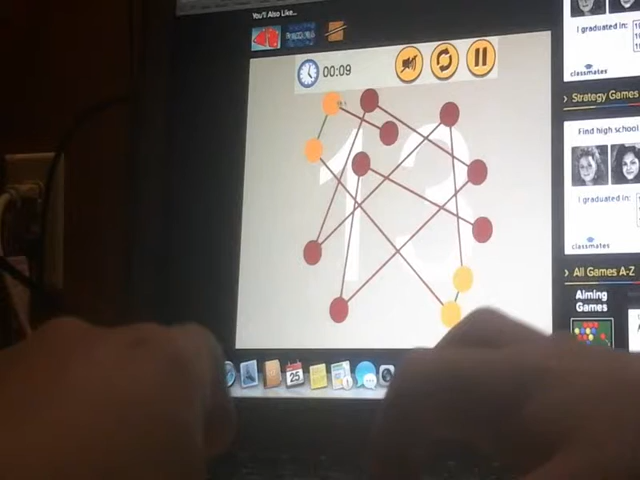 You'll Also Like...
00:09
13
25
I graduated in:
classmates
> Strategy Games
Find high school
I graduated in:
classmates
> All Games A-Z
Aiming
Games